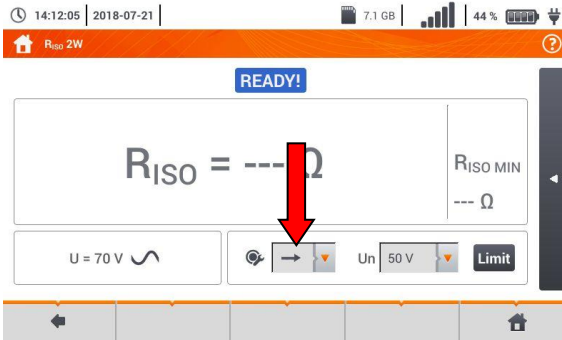 14:12:05 2018-07-21 7.1 GB 44 %
RISO 2W
READY!
RISO = --- Ω
RISO MIN
--- Ω
U = 70 V
Un 50 V Limit